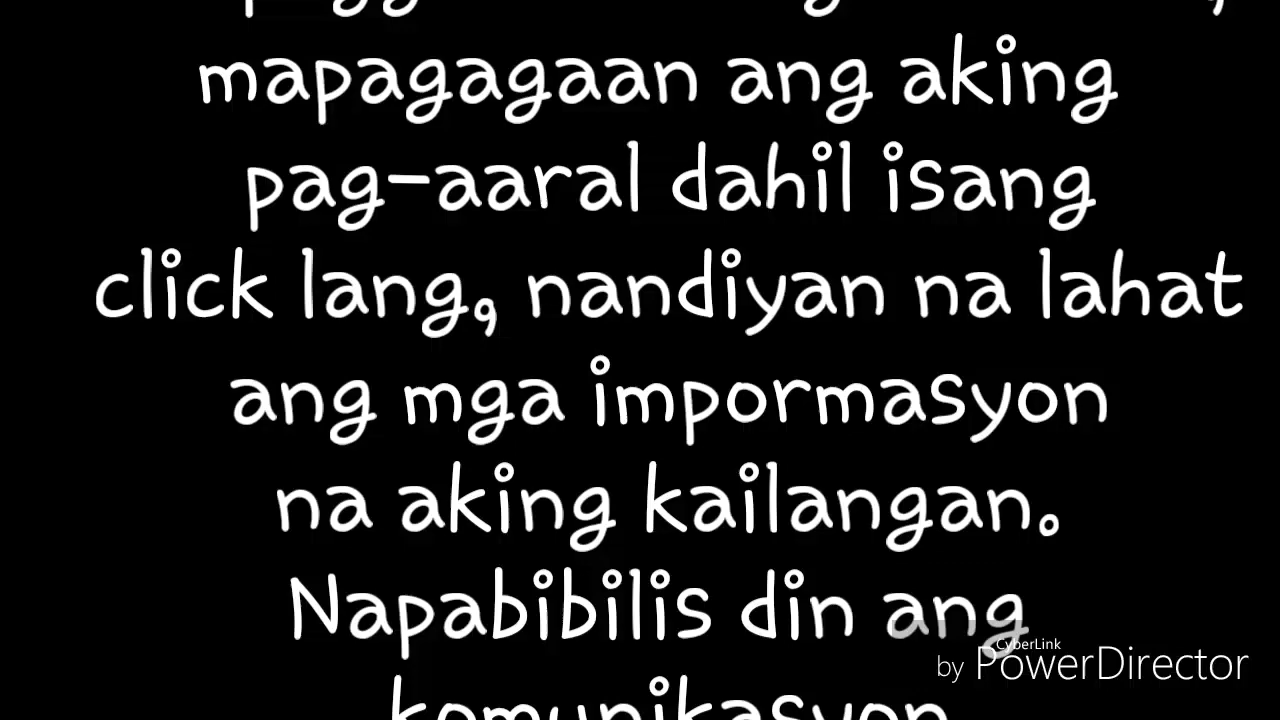 mapagagaan ang aking
pag-aaral dahil isang
click lang, nandiyan na lahat
ang mga impormasyon
na aking kailangan.
Napabibilis din ang
komunikasyon
CyberLink
by PowerDirector